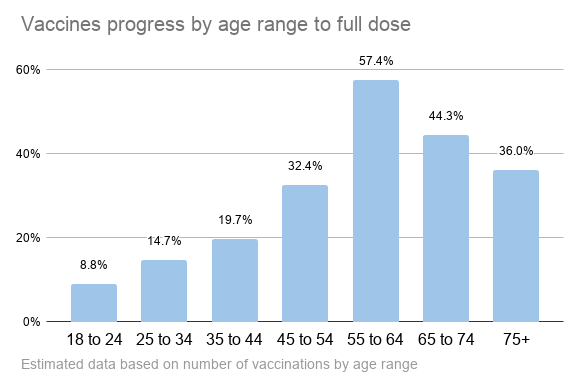 Vaccines progress by age range to full dose
60%
40%
20%
0%
8.8%
14.7%
19.7%
32.4%
57.4%
44.3%
36.0%
18 to 24
25 to 34
35 to 44
45 to 54
55 to 64
65 to 74
75+
Estimated data based on number of vaccinations by age range